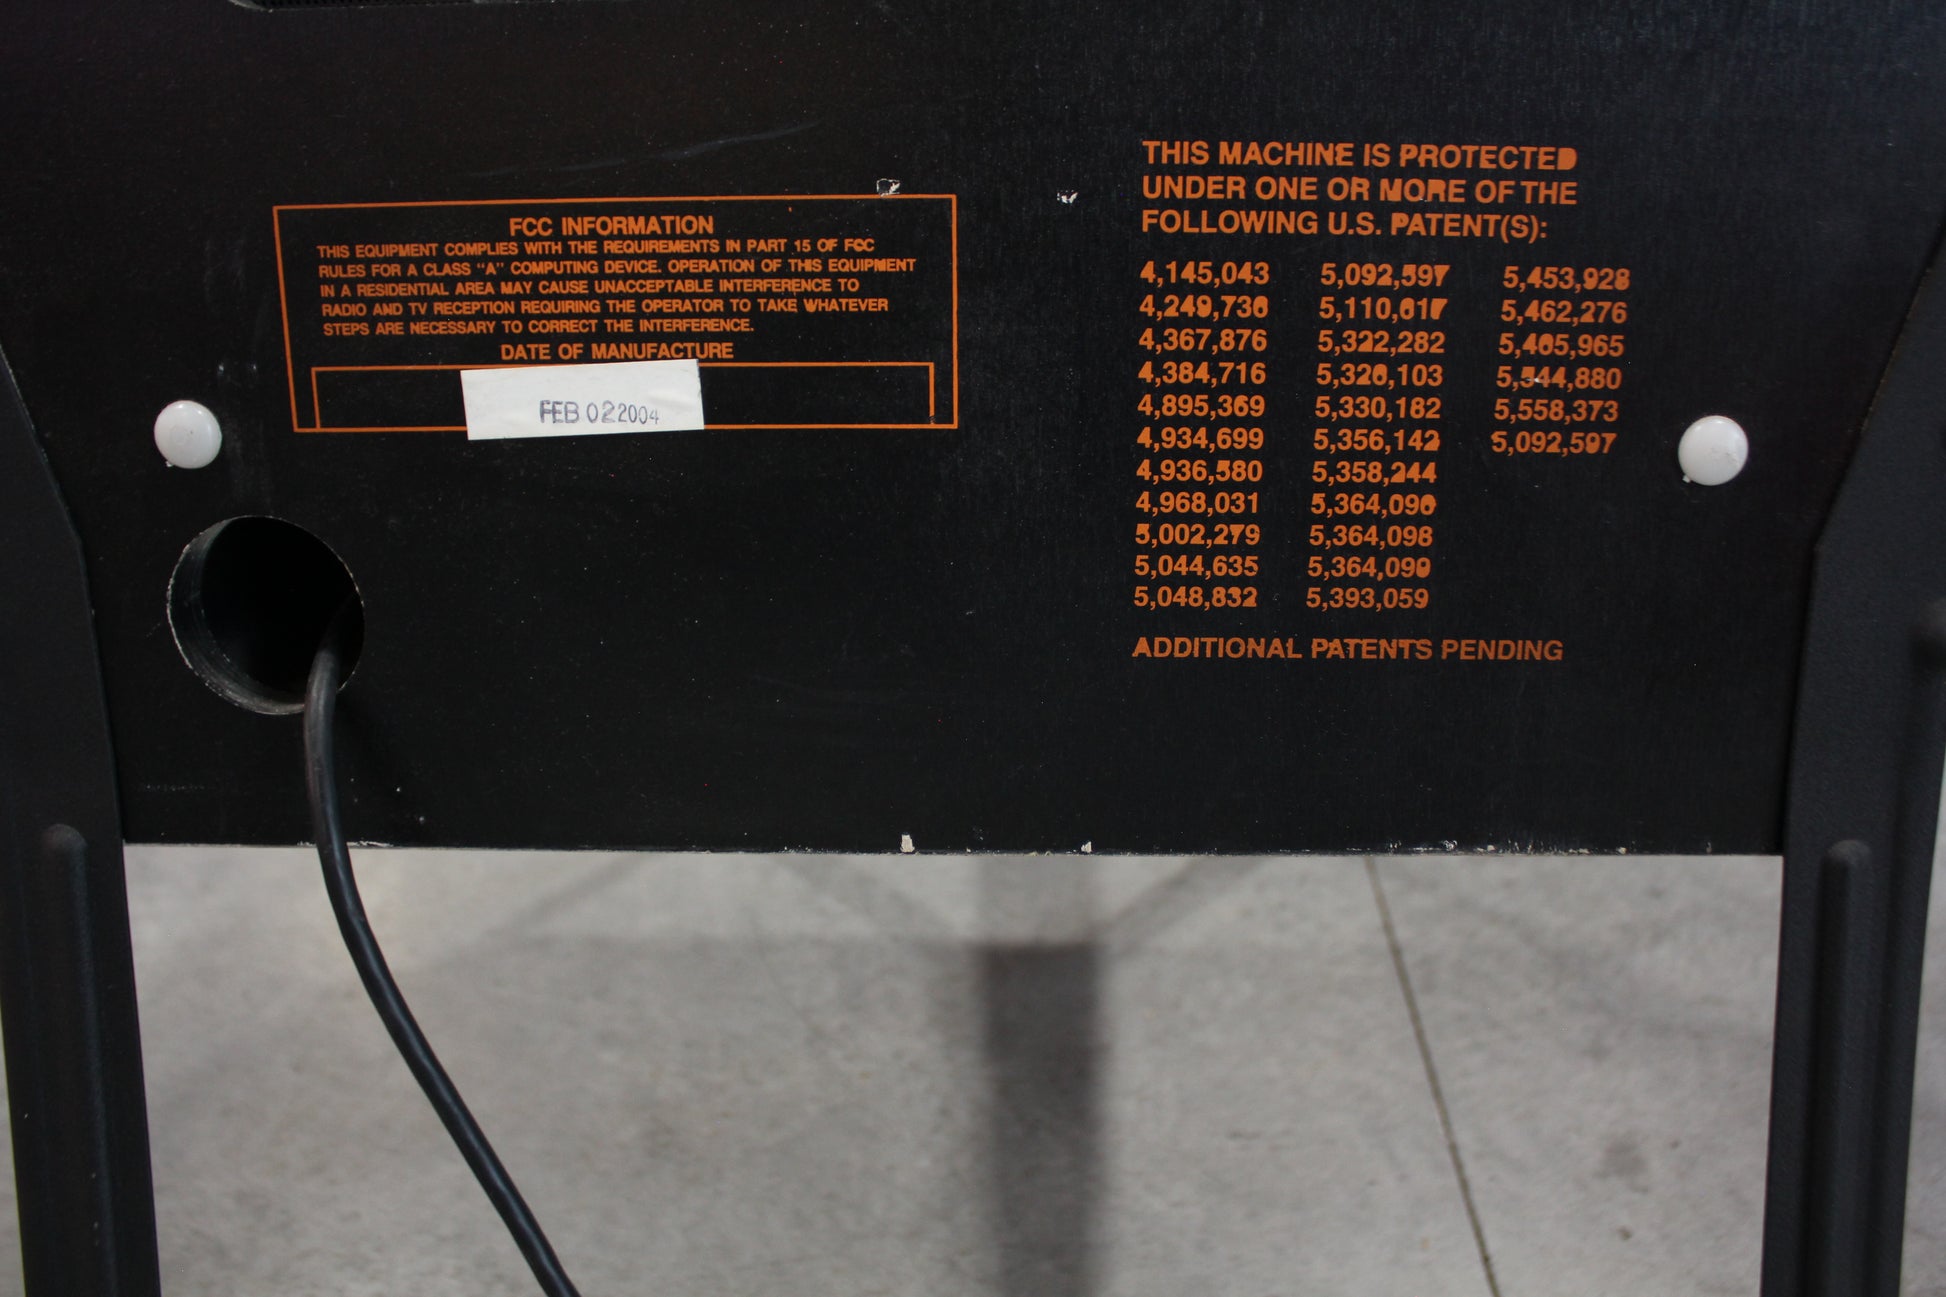 FCC INFORMATION
THIS EQUIPMENT COMPLIES WITH THE REQUIREMENTS IN PART 15 OF FCC
RULES FOR A CLASS "A" COMPUTING DEVICE. OPERATION OF THIS EQUIPMENT
IN A RESIDENTIAL AREA MAY CAUSE UNACCEPTABLE INTERFERENCE TO
RADIO AND TV RECEPTION REQUIRING THE OPERATOR TO TAKE WHATEVER
STEPS ARE NECESSARY TO CORRECT THE INTERFERENCE.
DATE OF MANUFACTURE
FEB 02 2004
THIS MACHINE IS PROTECTED
UNDER ONE OR MORE OF THE
FOLLOWING U.S. PATENT(S):
4,145,043 5,092,597 5,453,928
4,249,736 5,110,617 5,462,276
4,367,876 5,322,282 5,465,965
4,384,716 5,326,103 5,544,880
4,895,369 5,330,182 5,558,373
4,934,699 5,356,142 5,092,597
4,936,580 5,358,244
4,968,031 5,364,096
5,002,279 5,364,098
5,044,635 5,364,099
5,048,832 5,393,059
ADDITIONAL PATENTS PENDING